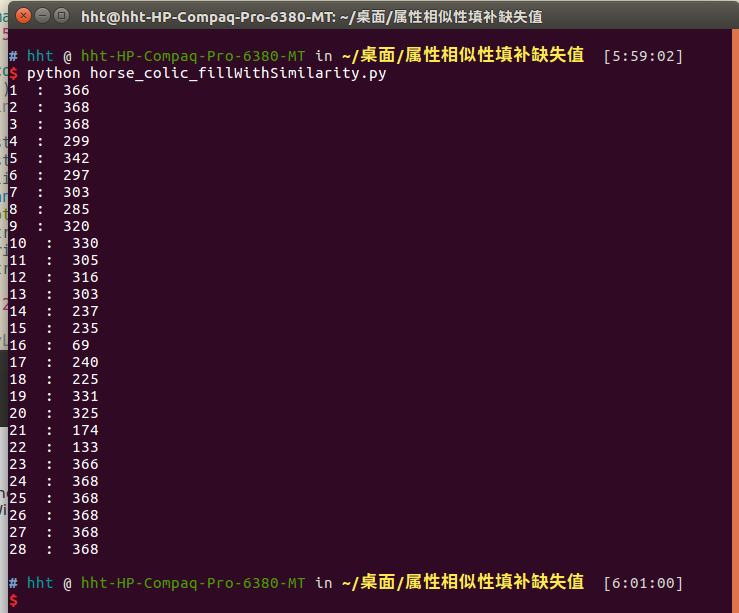 hht@hht-HP-Compaq-Pro-6380-MT: ~/桌面/属性相似性填补缺失值
# hht @ hht-HP-Compaq-Pro-6380-MT in ~/桌面/属性相似性填补缺失值 [5:59:02]
$ python horse_colic_fillWithSimilarity.py
1 : 366
2 : 368
3 : 368
4 : 299
5 : 342
6 : 297
7 : 303
8 : 285
9 : 320
10 : 330
11 : 305
12 : 316
13 : 303
14 : 237
15 : 235
16 : 69
17 : 240
18 : 225
19 : 331
20 : 325
21 : 174
22 : 133
23 : 366
24 : 368
25 : 368
26 : 368
27 : 368
28 : 368
# hht @ hht-HP-Compaq-Pro-6380-MT in ~/桌面/属性相似性填补缺失值 [6:01:00]
$